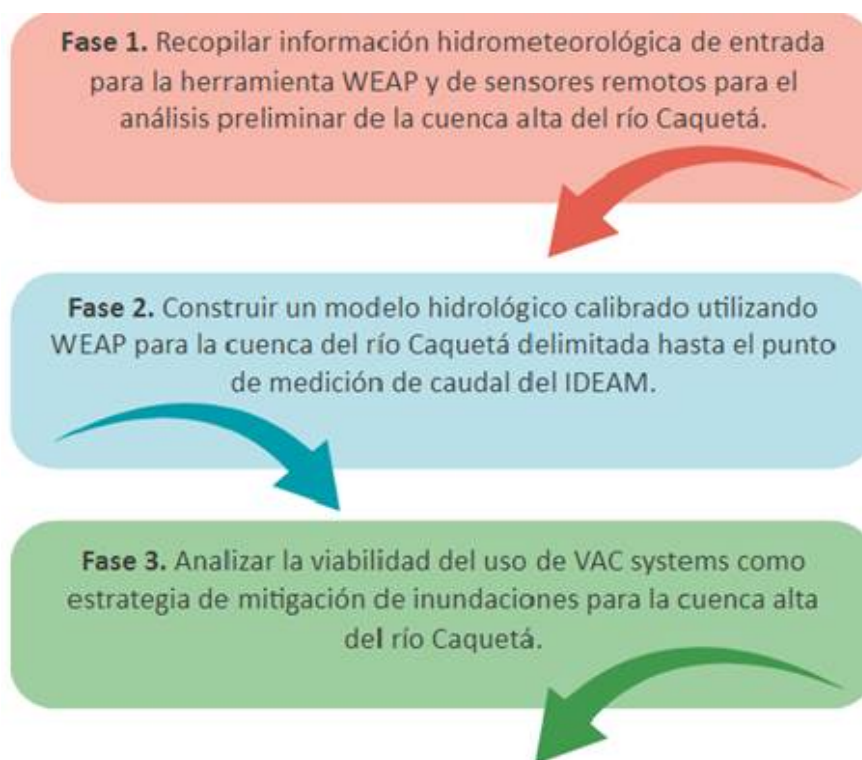 Fase 1. Recopilar información hidrometeorológica de entrada
para la herramienta WEAP y de sensores remotos para el
análisis preliminar de la cuenca alta del río Caquetá.
Fase 2. Construir un modelo hidrológico calibrado utilizando
WEAP para la cuenca del río Caquetá delimitada hasta el punto
de medición de caudal del IDEAM.
Fase 3. Analizar la viabilidad del uso de VAC systems como
estrategia de mitigación de inundaciones para la cuenca alta
del río Caquetá.